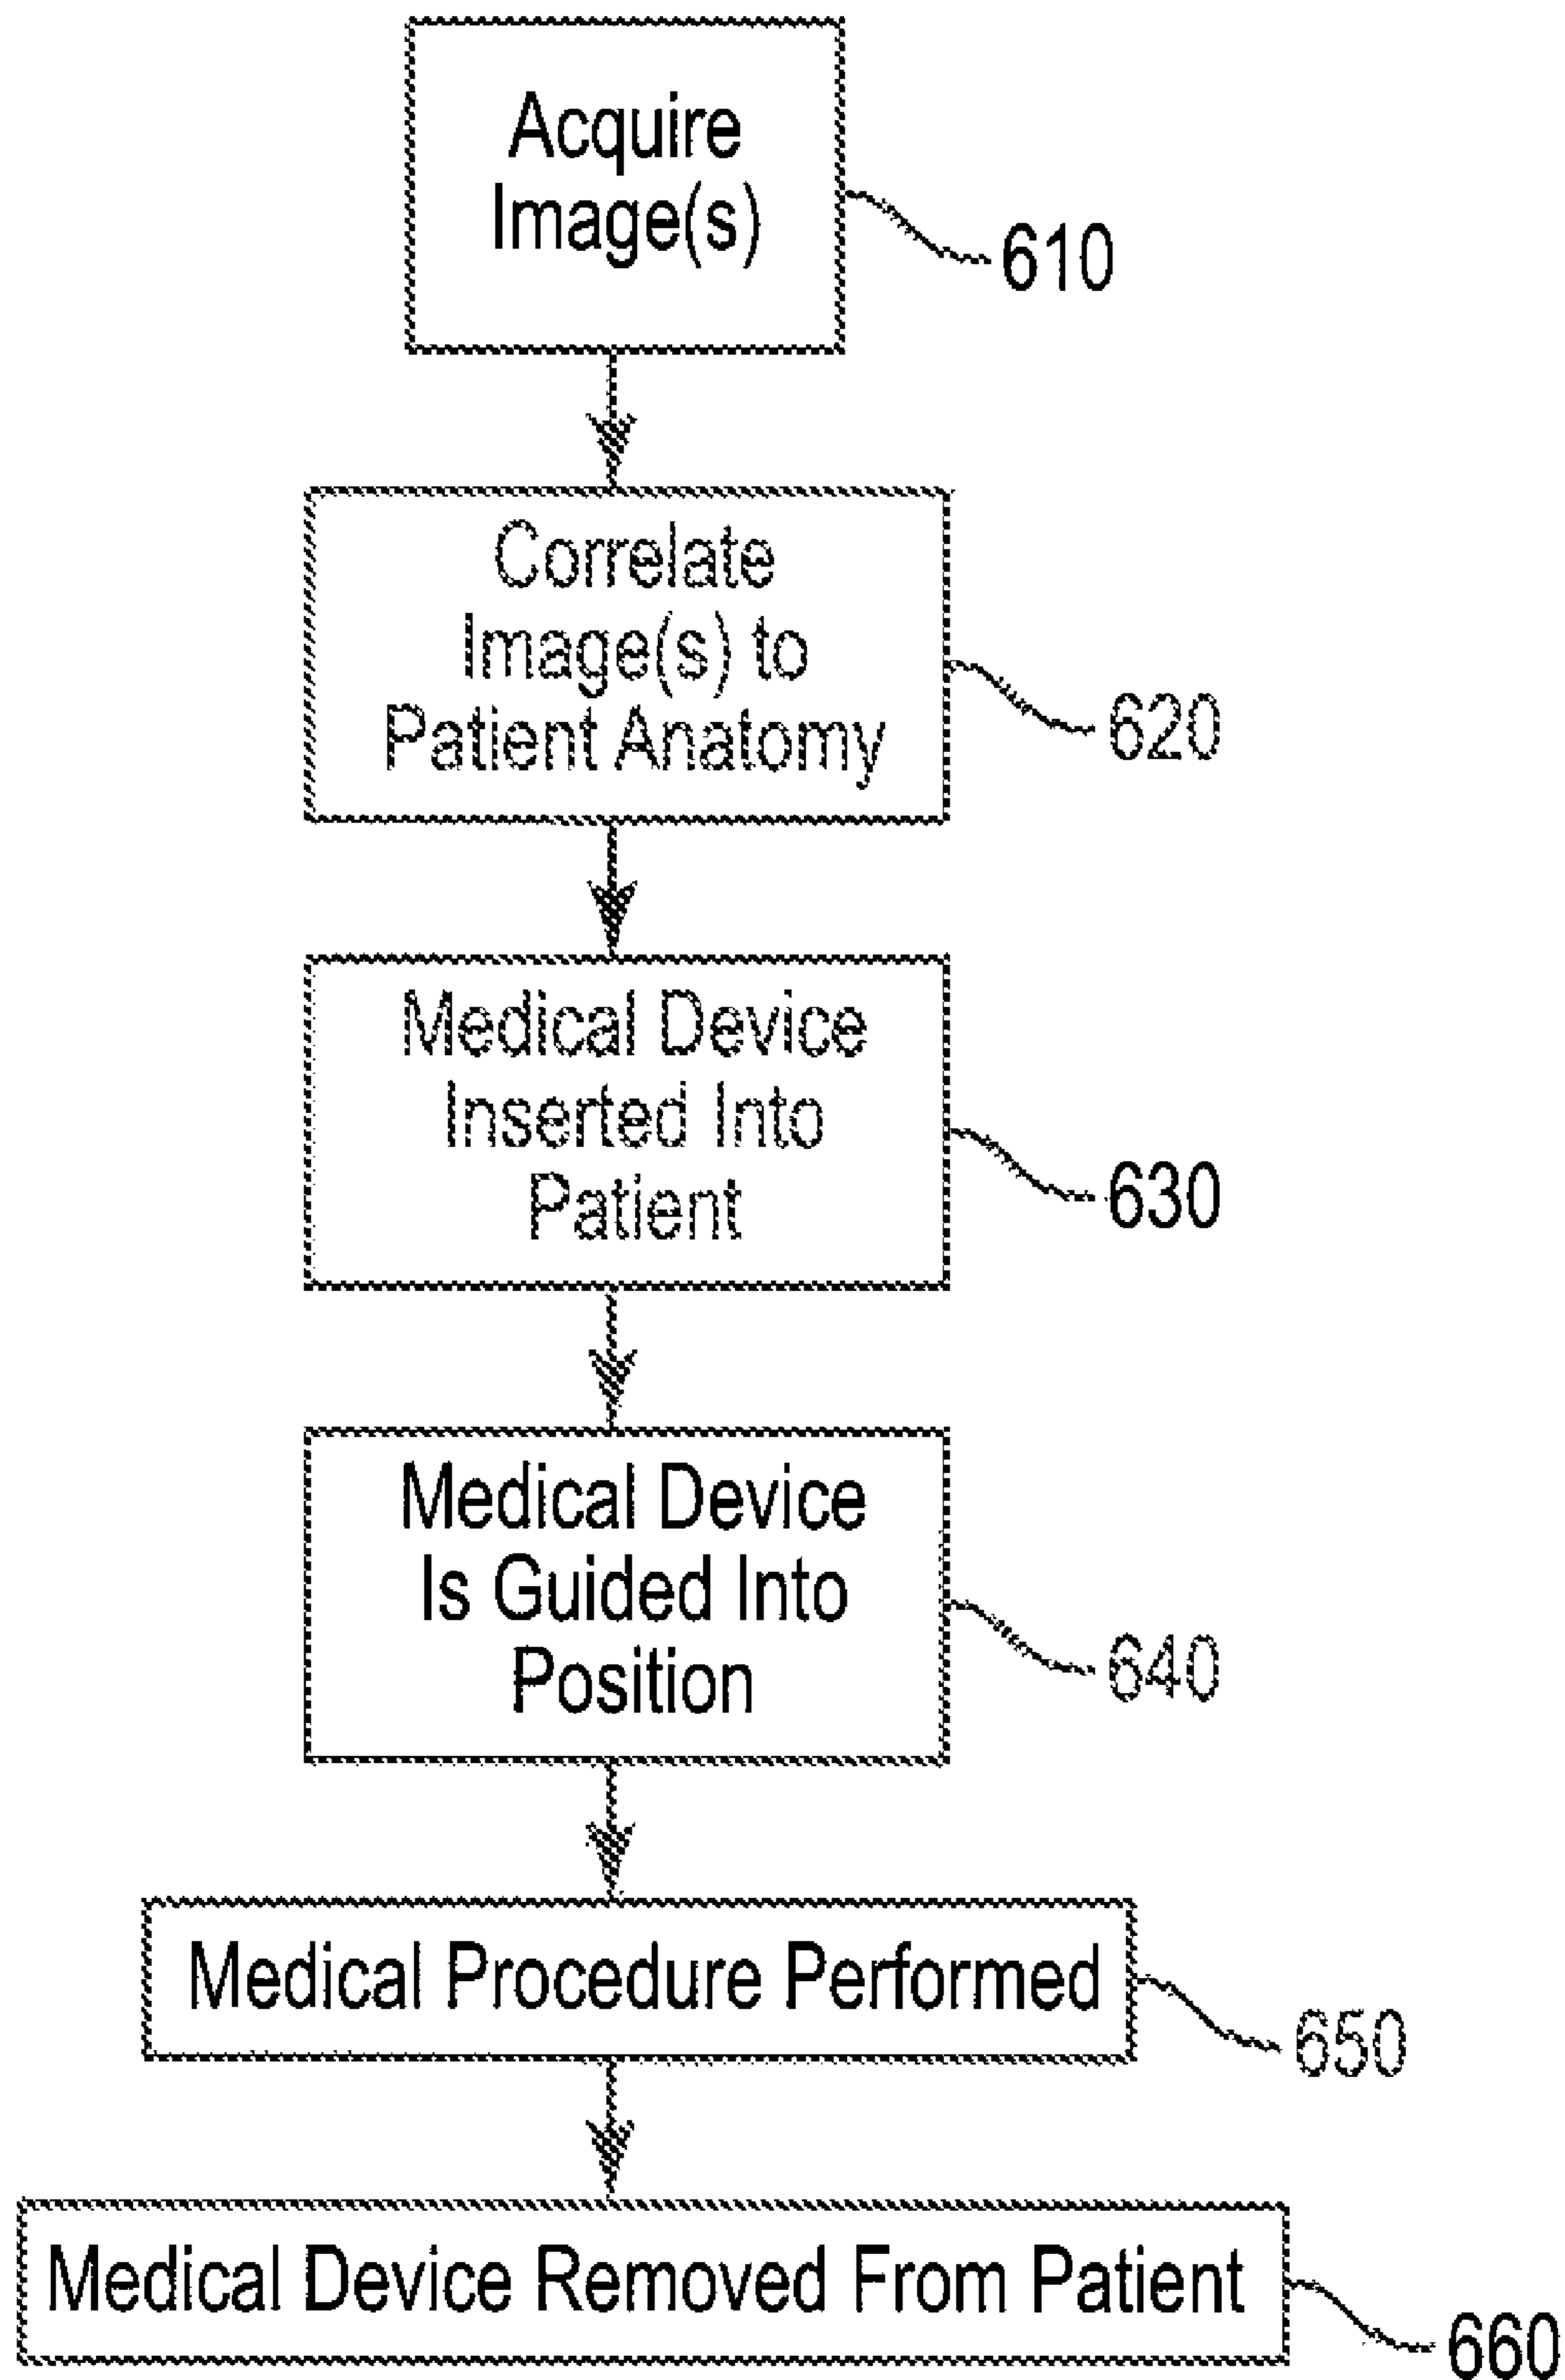 Acquire
Image(s)
610
Correlate
Image(s) to
Patient Anatomy
620
Medical Device
Inserted Into
Patient
630
Medical Device
Is Guided Into
Position
640
Medical Procedure Performed
650
Medical Device Removed From Patient
660